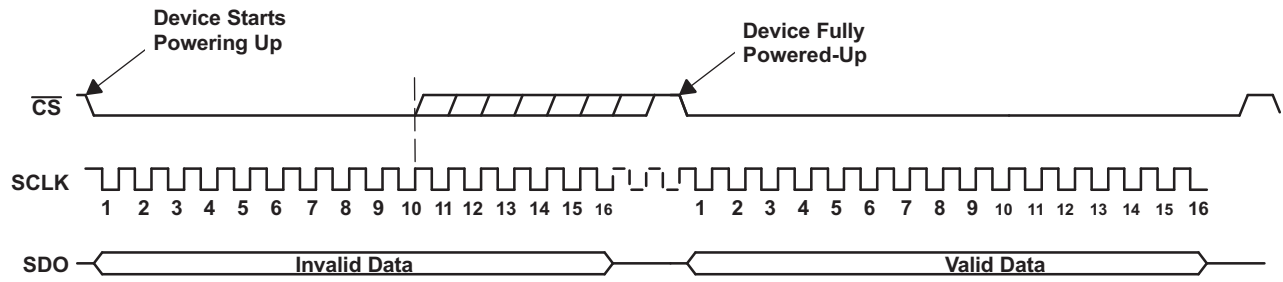 Device Starts
Powering Up
Device Fully
Powered-Up
CS
SCLK
1 2 3 4 5 6 7 8 9 10 11 12 13 14 15 16 1 2 3 4 5 6 7 8 9 10 11 12 13 14 15 16
SDO
Invalid Data
Valid Data